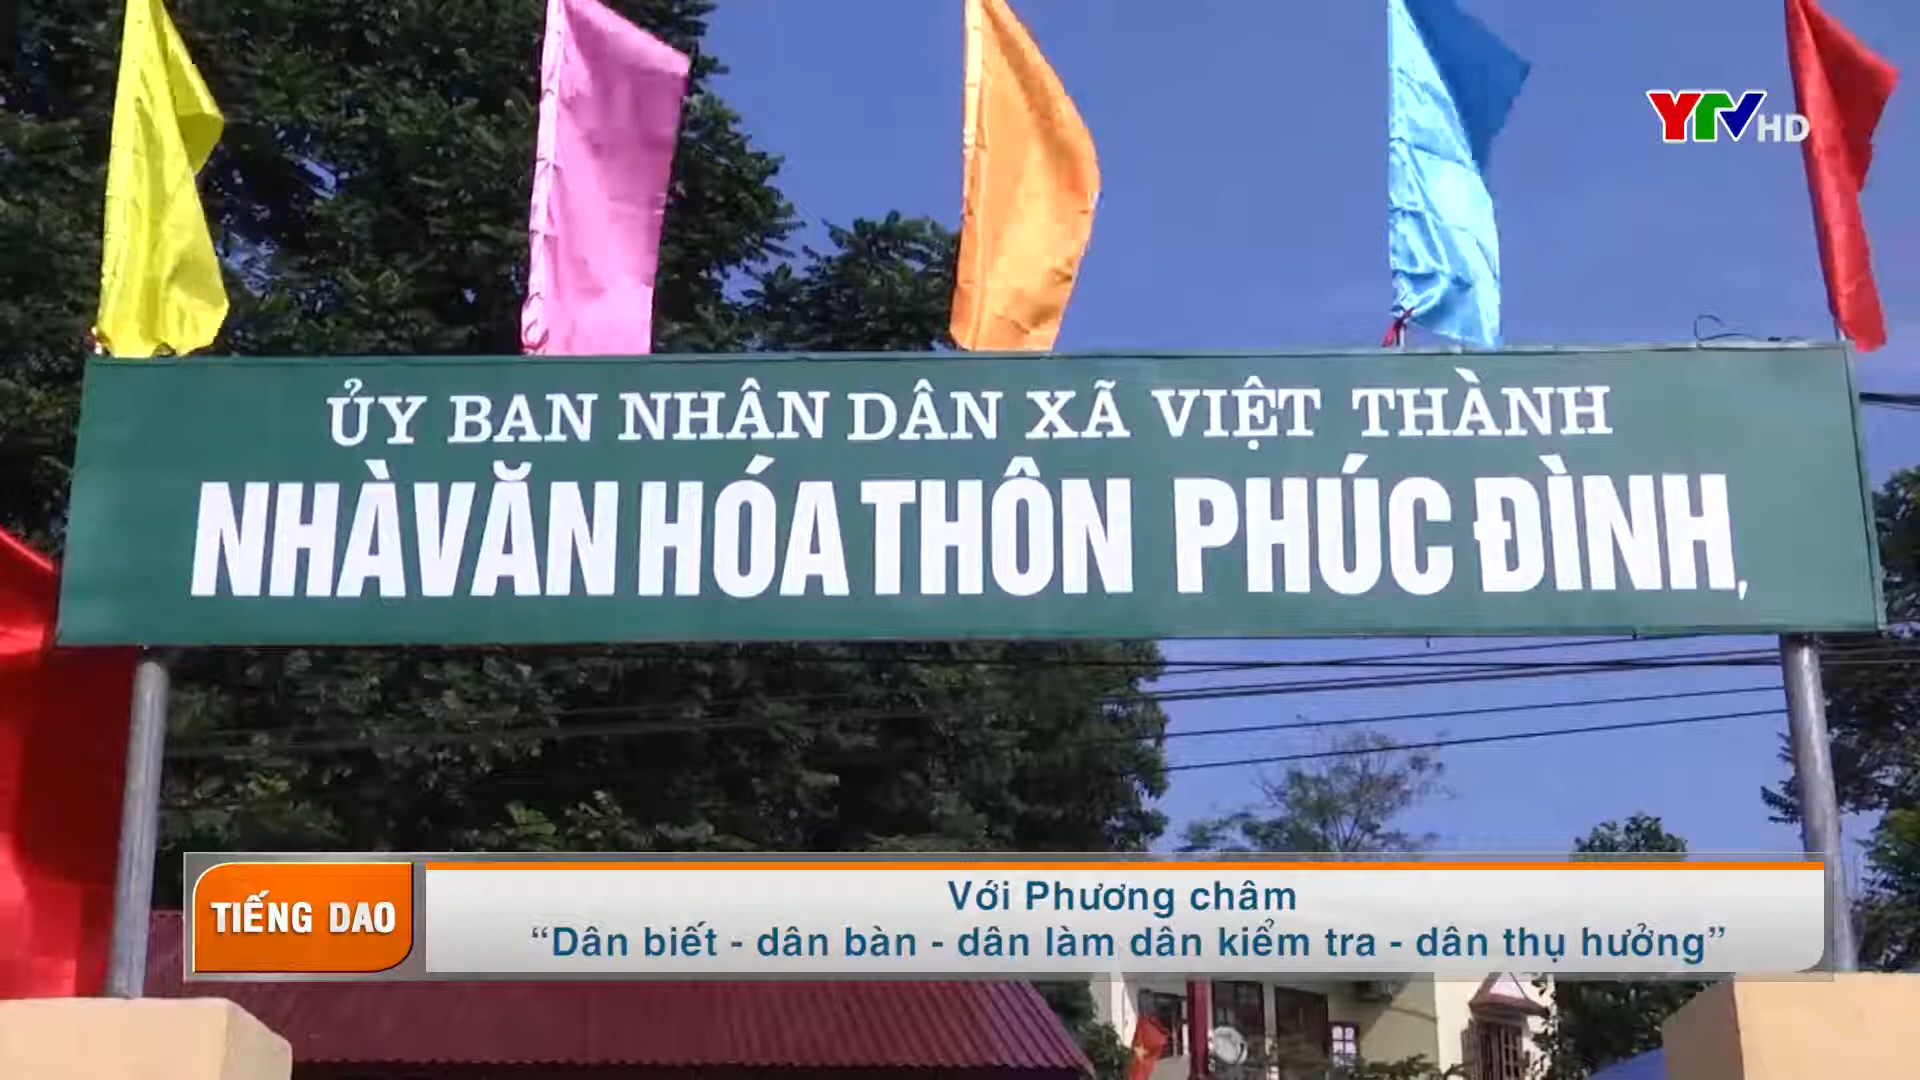 YTV HD
ỦY BAN NHÂN DÂN XÃ VIỆT THÀNH
NHÀ VĂN HÓA THÔN PHÚC ĐÌNH,
TIẾNG DAO
Với Phương châm
“Dân biết - dân bàn - dân làm dân kiểm tra - dân thụ hưởng”